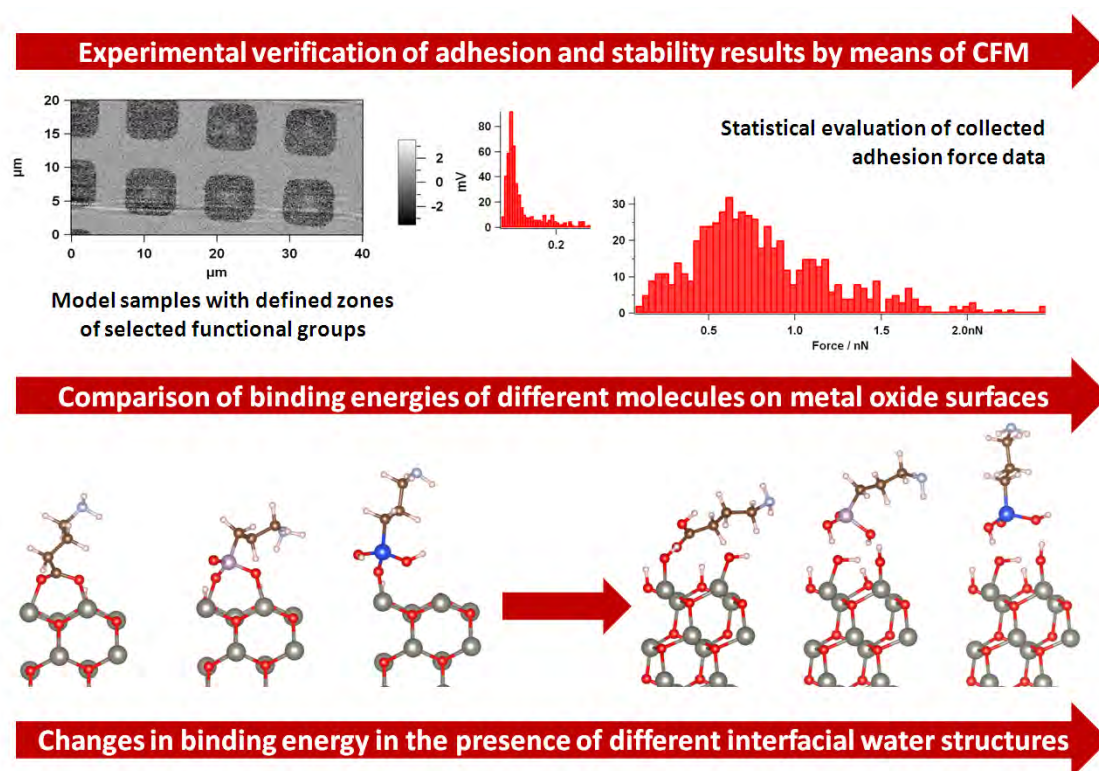 Experimental verification of adhesion and stability results by means of CFM
20
15
10
5
0
µm
0
10
20
30
40
µm
2
0
-2
mV
80
60
40
20
0
0.2
Statistical evaluation of collected
adhesion force data
30
20
10
0
0.5
1.0
1.5
2.0nN
Force / nN
Model samples with defined zones
of selected functional groups
Comparison of binding energies of different molecules on metal oxide surfaces
Changes in binding energy in the presence of different interfacial water structures